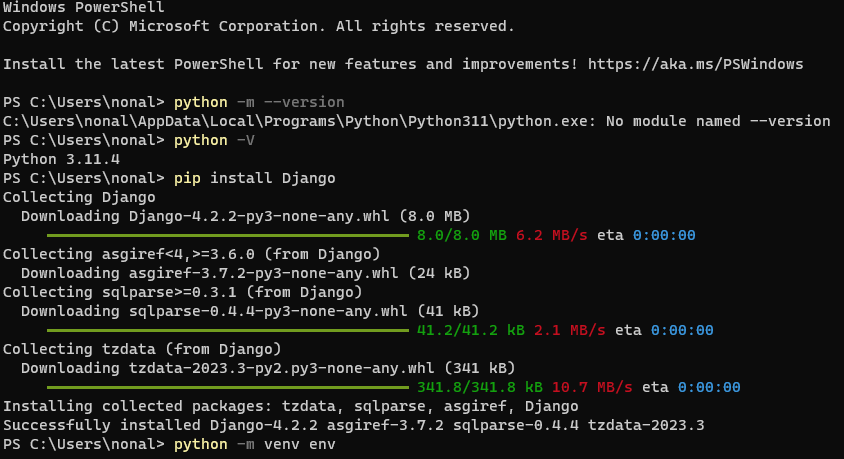 Windows PowerShell
Copyright (C) Microsoft Corporation. All rights reserved.
Install the latest PowerShell for new features and improvements! https://aka.ms/PSWindows
PS C:\Users\nonal> python -m --version
C:\Users\nonal\AppData\Local\Programs\Python\Python311\python.exe: No module named --version
PS C:\Users\nonal> python -V
Python 3.11.4
PS C:\Users\nonal> pip install Django
Collecting Django
  Downloading Django-4.2.2-py3-none-any.whl (8.0 MB)
8.0/8.0 MB 6.2 MB/s eta 0:00:00
Collecting asgiref<4,>=3.6.0 (from Django)
  Downloading asgiref-3.7.2-py3-none-any.whl (24 kB)
Collecting sqlparse>=0.3.1 (from Django)
  Downloading sqlparse-0.4.4-py3-none-any.whl (41 kB)
41.2/41.2 kB 2.1 MB/s eta 0:00:00
Collecting tzdata (from Django)
  Downloading tzdata-2023.3-py2.py3-none-any.whl (341 kB)
341.8/341.8 kB 10.7 MB/s eta 0:00:00
Installing collected packages: tzdata, sqlparse, asgiref, Django
Successfully installed Django-4.2.2 asgiref-3.7.2 sqlparse-0.4.4 tzdata-2023.3
PS C:\Users\nonal> python -m venv env